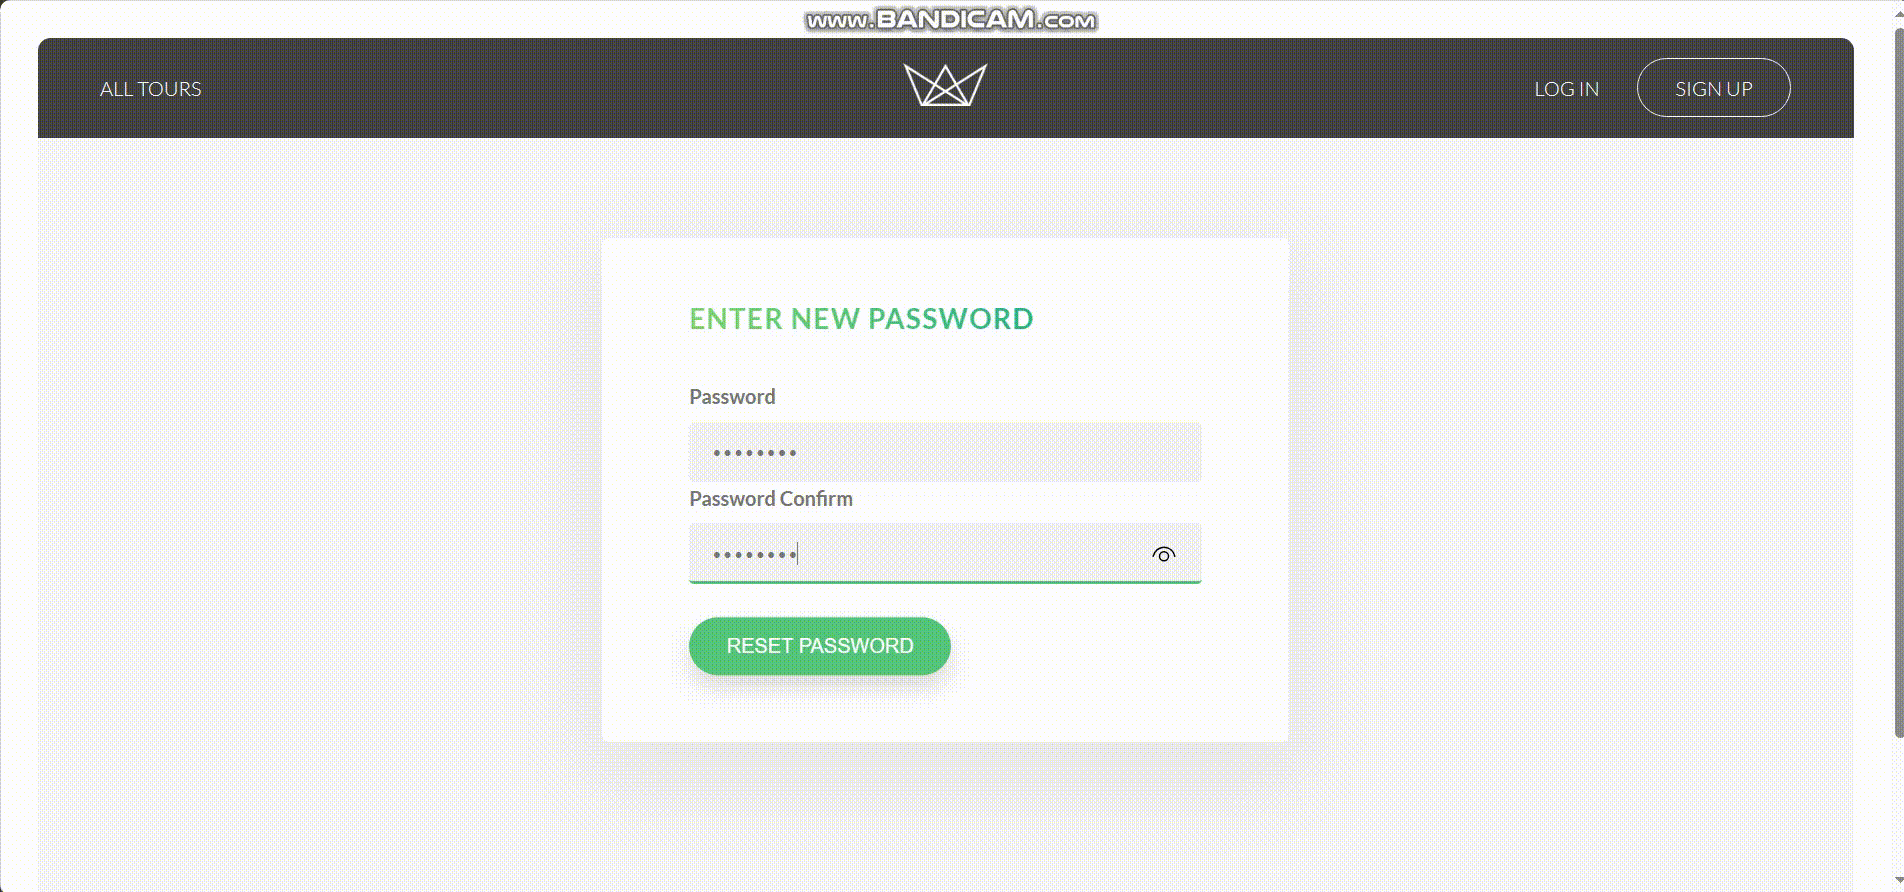 www.BANDICAM.com
ALL TOURS
LOG IN
SIGN UP
ENTER NEW PASSWORD
Password
••••••••
Password Confirm
••••••••
RESET PASSWORD